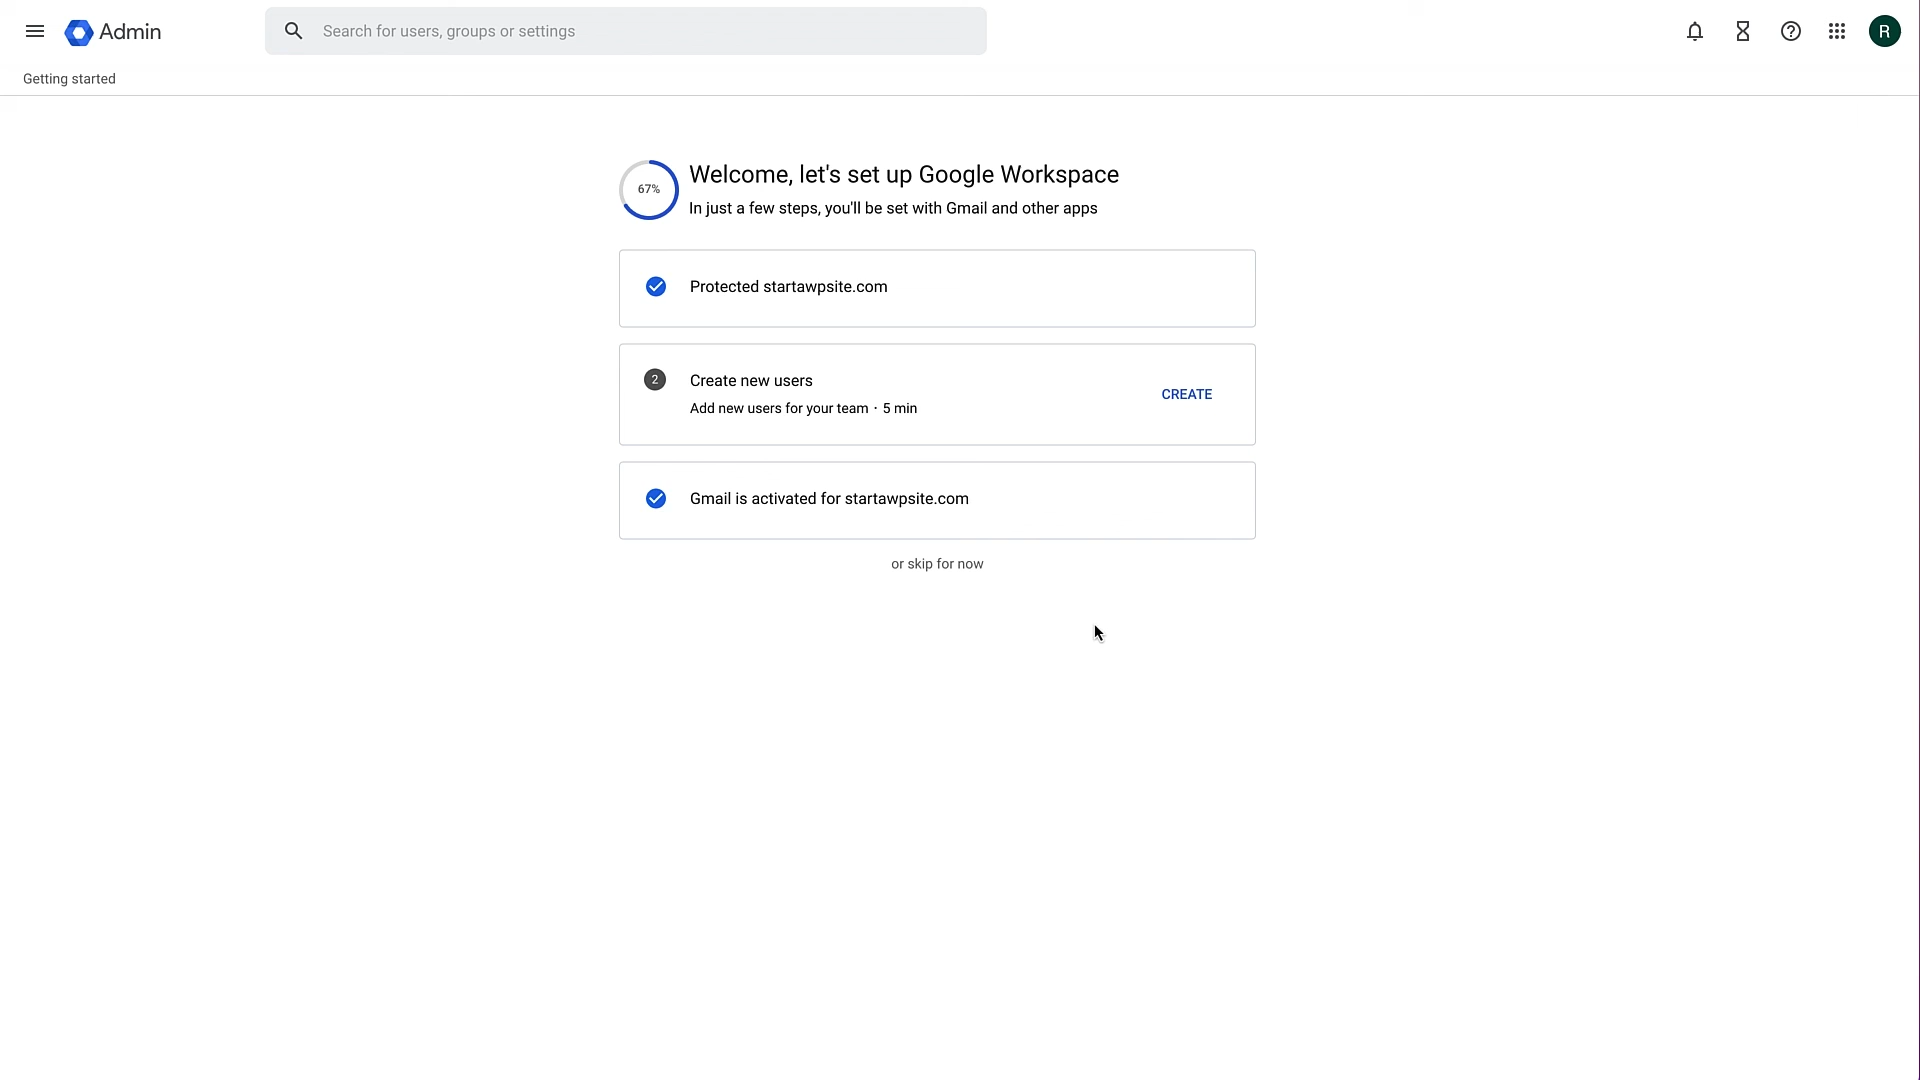 Admin
Search for users, groups or settings
R
Getting started
67%
Welcome, let's set up Google Workspace
In just a few steps, you'll be set with Gmail and other apps
Protected startawpsite.com
2
Create new users
Add new users for your team · 5 min
CREATE
Gmail is activated for startawpsite.com
or skip for now